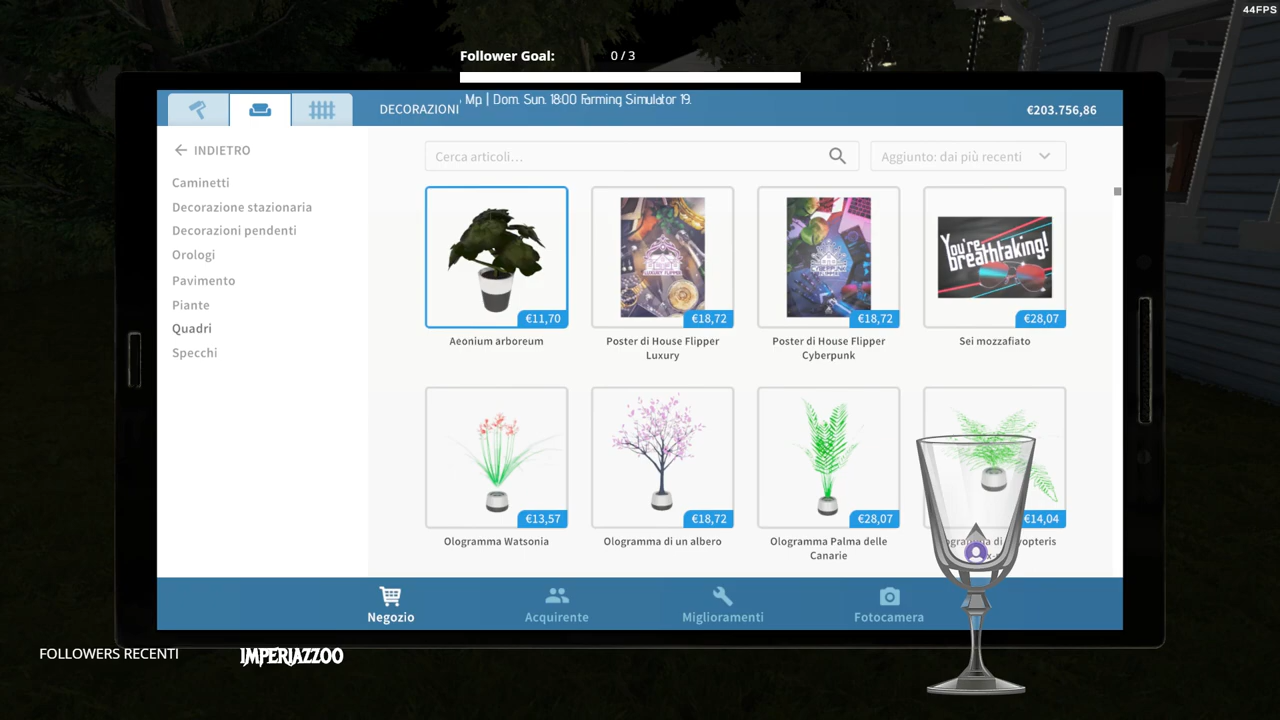 44FPS
Follower Goal:
0 / 3
DECORAZIONI
, Mp | Dom. Sun. 18:00 Farming Simulator 19.
€203.756,86
INDIETRO
Cerca articoli...
Aggiunto: dai più recenti
Caminetti
Decorazione stazionaria
Decorazioni pendenti
Orologi
Pavimento
Piante
Quadri
Specchi
LUXURY FLIPPER
You're
breathtaking!
€11,70
€18,72
€18,72
€28,07
Aeonium arboreum
Poster di House Flipper
Luxury
Poster di House Flipper
Cyberpunk
Sei mozzafiato
€13,57
€18,72
€28,07
€14,04
Ologramma Watsonia
Ologramma di un albero
Ologramma Palma delle
Canarie
Negozio
Acquirente
Miglioramenti
Fotocamera
FOLLOWERS RECENTI
IMPERIAZZOO